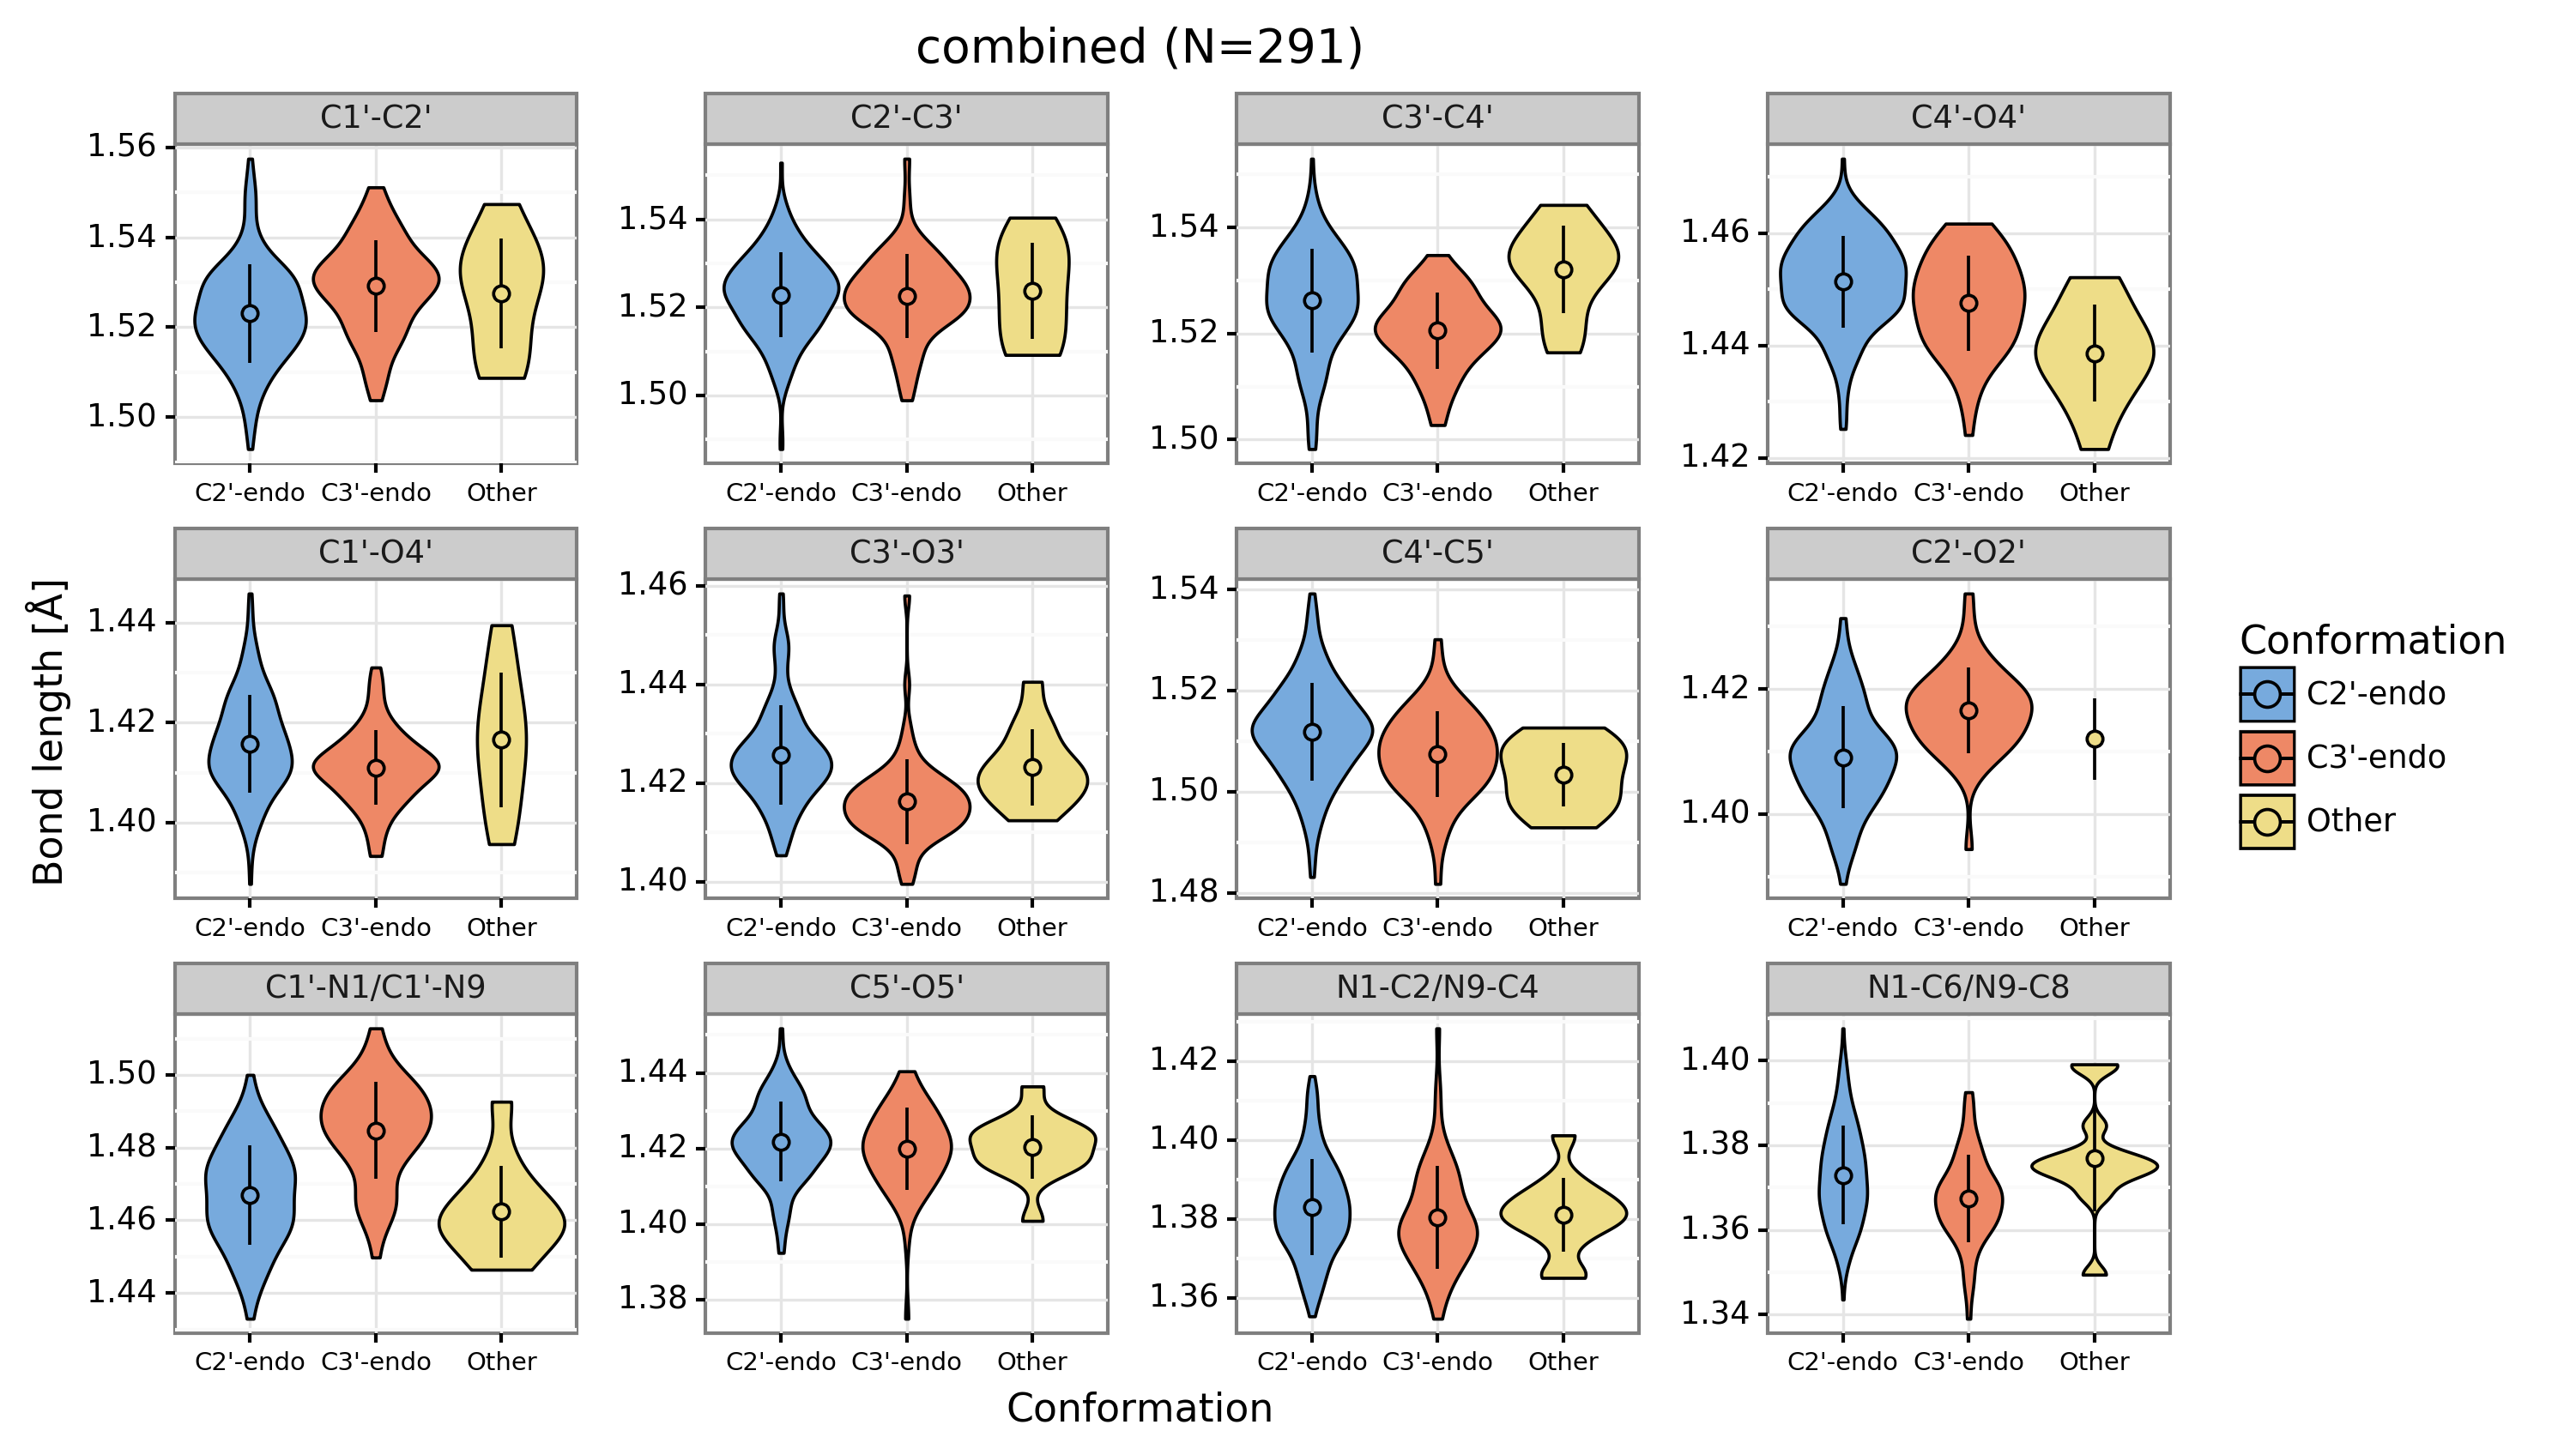 combined (N=291)
C1'-C2'
C2'-C3'
C3'-C4'
C4'-O4'
1.56
1.54
1.52
1.50
1.54
1.52
1.50
1.54
1.52
1.50
1.46
1.44
1.42
C2'-endo C3'-endo Other
C2'-endo C3'-endo Other
C2'-endo C3'-endo Other
C2'-endo C3'-endo Other
Bond length [Å]
C1'-O4'
C3'-O3'
C4'-C5'
C2'-O2'
1.44
1.42
1.40
1.46
1.44
1.42
1.40
1.54
1.52
1.50
1.48
1.42
1.40
C2'-endo C3'-endo Other
C2'-endo C3'-endo Other
C2'-endo C3'-endo Other
C2'-endo C3'-endo Other
Conformation
C2'-endo
C3'-endo
Other
C1'-N1/C1'-N9
C5'-O5'
N1-C2/N9-C4
N1-C6/N9-C8
1.50
1.48
1.46
1.44
1.44
1.42
1.40
1.38
1.42
1.40
1.38
1.36
1.40
1.38
1.36
1.34
C2'-endo C3'-endo Other
C2'-endo C3'-endo Other
C2'-endo C3'-endo Other
C2'-endo C3'-endo Other
Conformation